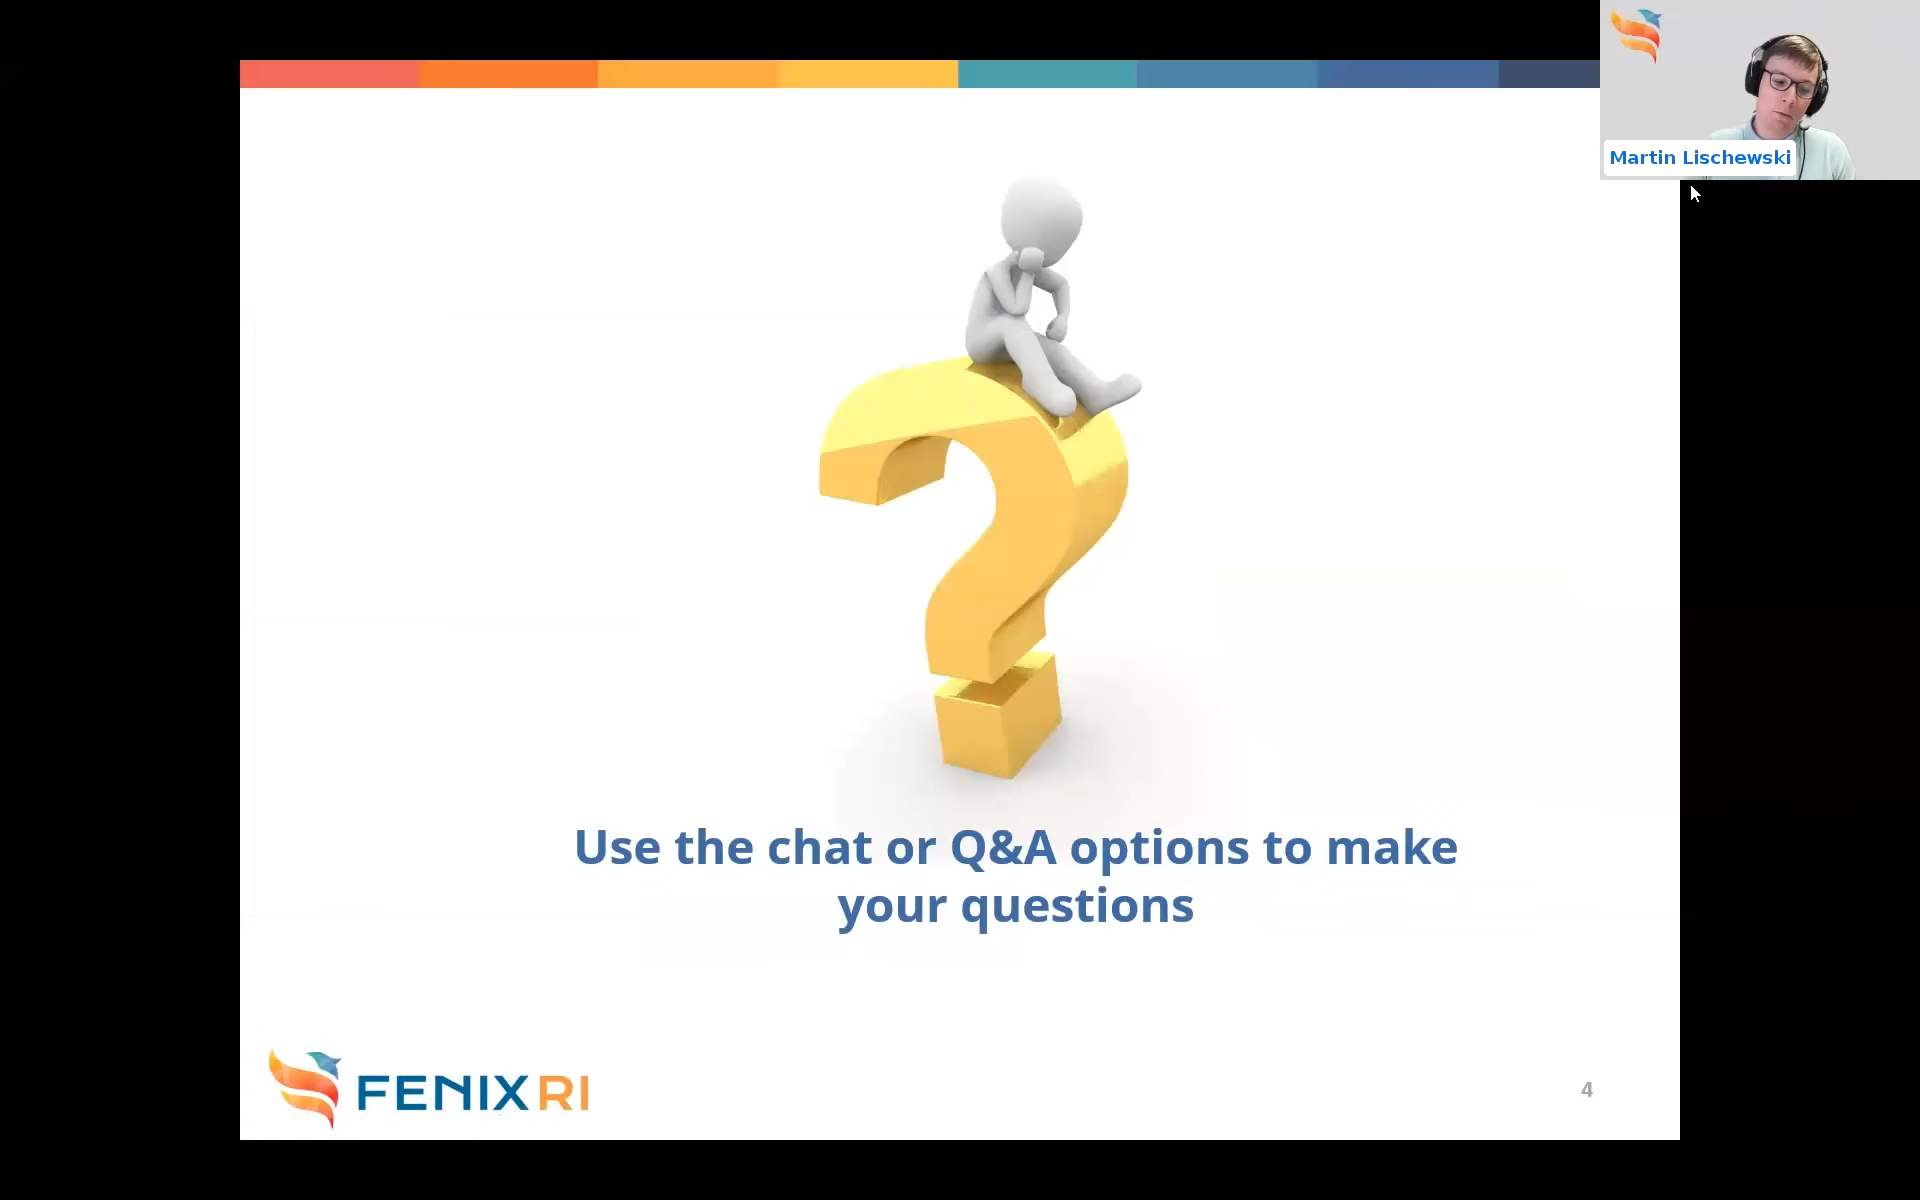 Martin Lischewski
Use the chat or Q&A options to make
your questions
FENIX RI
4